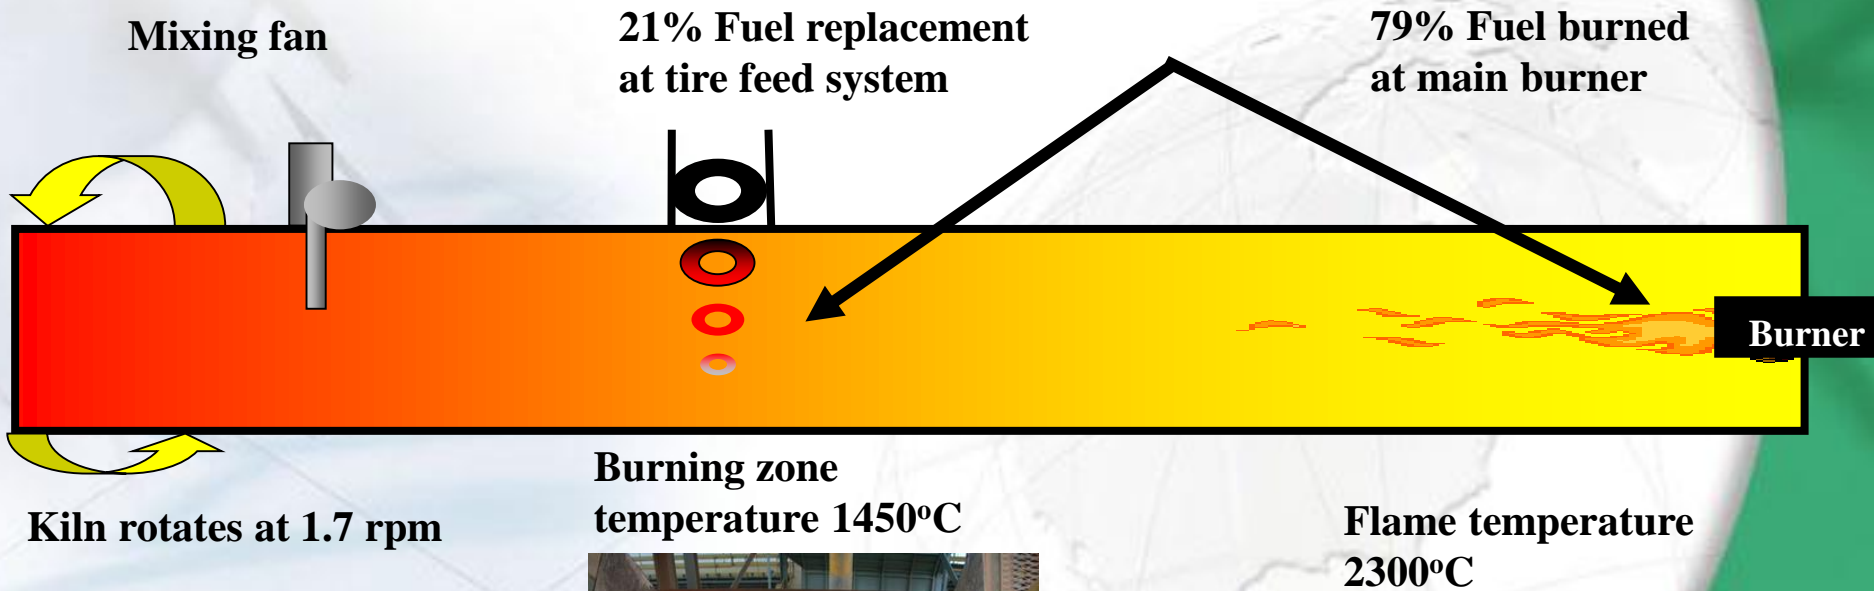 Mixing fan
21% Fuel replacement
at tire feed system
79% Fuel burned
at main burner
Burner
Burning zone
temperature 1450°C
Kiln rotates at 1.7 rpm
Flame temperature
2300°C